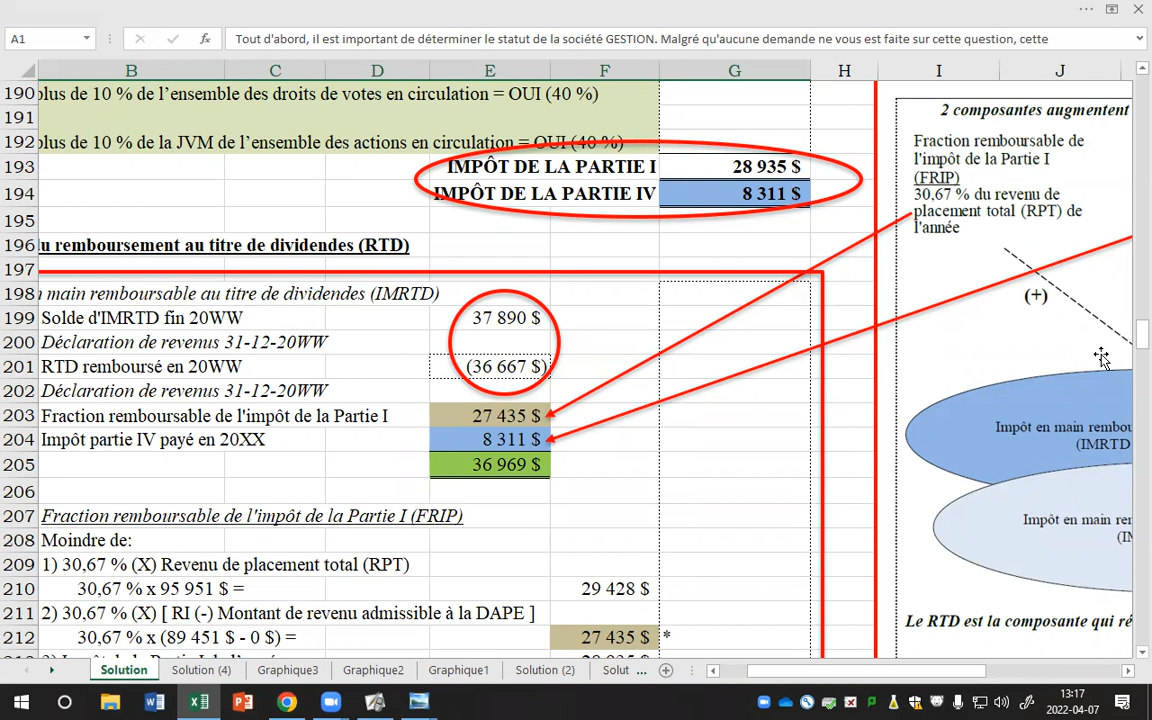 A1
Tout d'abord, il est important de déterminer le statut de la société GESTION. Malgré qu'aucune demande ne vous est faite sur cette question, cette
B C D E F G H I J
190 plus de 10 % de l'ensemble des droits de votes en circulation = OUI (40 %)
191
192 plus de 10 % de la JVM de l'ensemble des actions en circulation = OUI (40 %)
193 IMPÔT DE LA PARTIE I 28 935 $
194 IMPÔT DE LA PARTIE IV 8 311 $
195
196 du remboursement au titre de dividendes (RTD)
197
198 main remboursable au titre de dividendes (IMRTD)
199 Solde d'IMRTD fin 20WW 37 890 $
200 Déclaration de revenus 31-12-20WW
201 RTD remboursé en 20WW (36 667 $)
202 Déclaration de revenus 31-12-20WW
203 Fraction remboursable de l'impôt de la Partie I 27 435 $
204 Impôt partie IV payé en 20XX 8 311 $
205 36 969 $
206
207 Fraction remboursable de l'impôt de la Partie I (FRIP)
208 Moindre de:
209 1) 30,67 % (X) Revenu de placement total (RPT)
210 30,67 % x 95 951 $ = 29 428 $
211 2) 30,67 % (X) [ RI (-) Montant de revenu admissible à la DAPE ]
212 30,67 % x (89 451 $ - 0 $) = 27 435 $ *
2 composantes augmentent
Fraction remboursable de
l'impôt de la Partie I
(FRIP)
30,67 % du revenu de
placement total (RPT) de
l'année
(+)
Impôt en main rembou
(IMRTD
Impôt en main rem
(IM
Le RTD est la composante qui ré
Solution Solution (4) Graphique3 Graphique2 Graphique1 Solution (2) Solut ...
13:17
2022-04-07